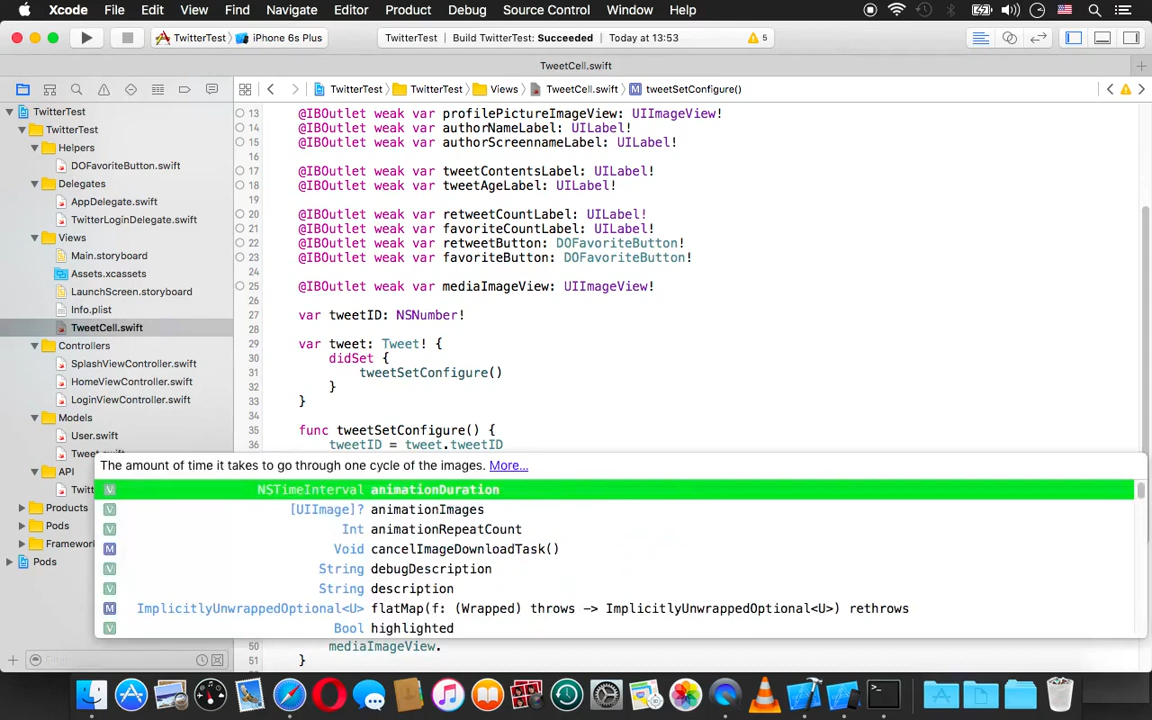 Xcode File Edit View Find Navigate Editor Product Debug Source Control Window Help
TwitterTest iPhone 6s Plus TwitterTest Build TwitterTest: Succeeded Today at 13:53 5
TweetCell.swift
TwitterTest TwitterTest Views TweetCell.swift M tweetSetConfigure()
TwitterTest
TwitterTest
Helpers
DOFavoriteButton.swift
Delegates
AppDelegate.swift
TwitterLoginDelegate.swift
Views
Main.storyboard
Assets.xcassets
LaunchScreen.storyboard
Info.plist
TweetCell.swift
Controllers
SplashViewController.swift
HomeViewController.swift
LoginViewController.swift
Models
User.swift
Tweet.swift
API
Twitt
Products
Pods
Framework
Pods
Filter
13 @IBOutlet weak var profilePictureImageView: UIImageView!
14 @IBOutlet weak var authorNameLabel: UILabel!
15 @IBOutlet weak var authorScreennameLabel: UILabel!
16
17 @IBOutlet weak var tweetContentsLabel: UILabel!
18 @IBOutlet weak var tweetAgeLabel: UILabel!
19
20 @IBOutlet weak var retweetCountLabel: UILabel!
21 @IBOutlet weak var favoriteCountLabel: UILabel!
22 @IBOutlet weak var retweetButton: DOFavoriteButton!
23 @IBOutlet weak var favoriteButton: DOFavoriteButton!
24
25 @IBOutlet weak var mediaImageView: UIImageView!
26
27 var tweetID: NSNumber!
28
29 var tweet: Tweet! {
30 didSet {
31 tweetSetConfigure()
32 }
33 }
34
35 func tweetSetConfigure() {
36 tweetID = tweet.tweetID
The amount of time it takes to go through one cycle of the images. More...
V NSTimeInterval animationDuration
V [UIImage]? animationImages
V Int animationRepeatCount
M Void cancelImageDownloadTask()
V String debugDescription
V String description
M ImplicitlyUnwrappedOptional<U> flatMap(f: (Wrapped) throws -> ImplicitlyUnwrappedOptional<U>) rethrows
V Bool highlighted
50 mediaImageView.
51 }